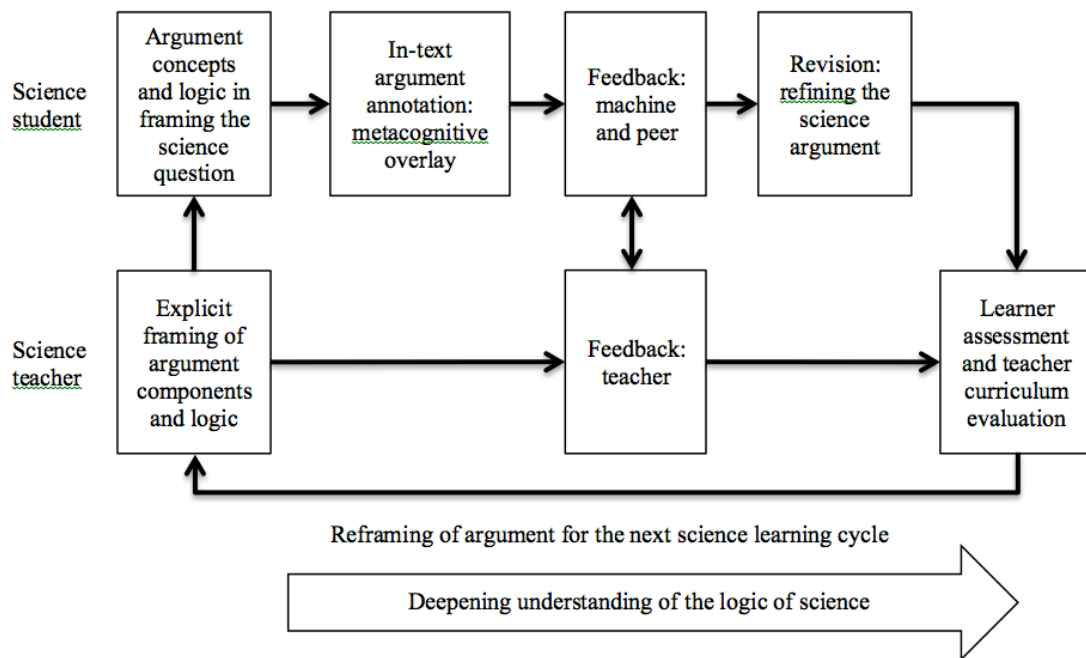 Science
student
Argument
concepts
and logic in
framing the
science
question
In-text
argument
annotation:
metacognitive
overlay
Feedback:
machine
and peer
Revision:
refining the
science
argument
Science
teacher
Explicit
framing of
argument
components
and logic
Feedback:
teacher
Learner
assessment
and teacher
curriculum
evaluation
Reframing of argument for the next science learning cycle
Deepening understanding of the logic of science